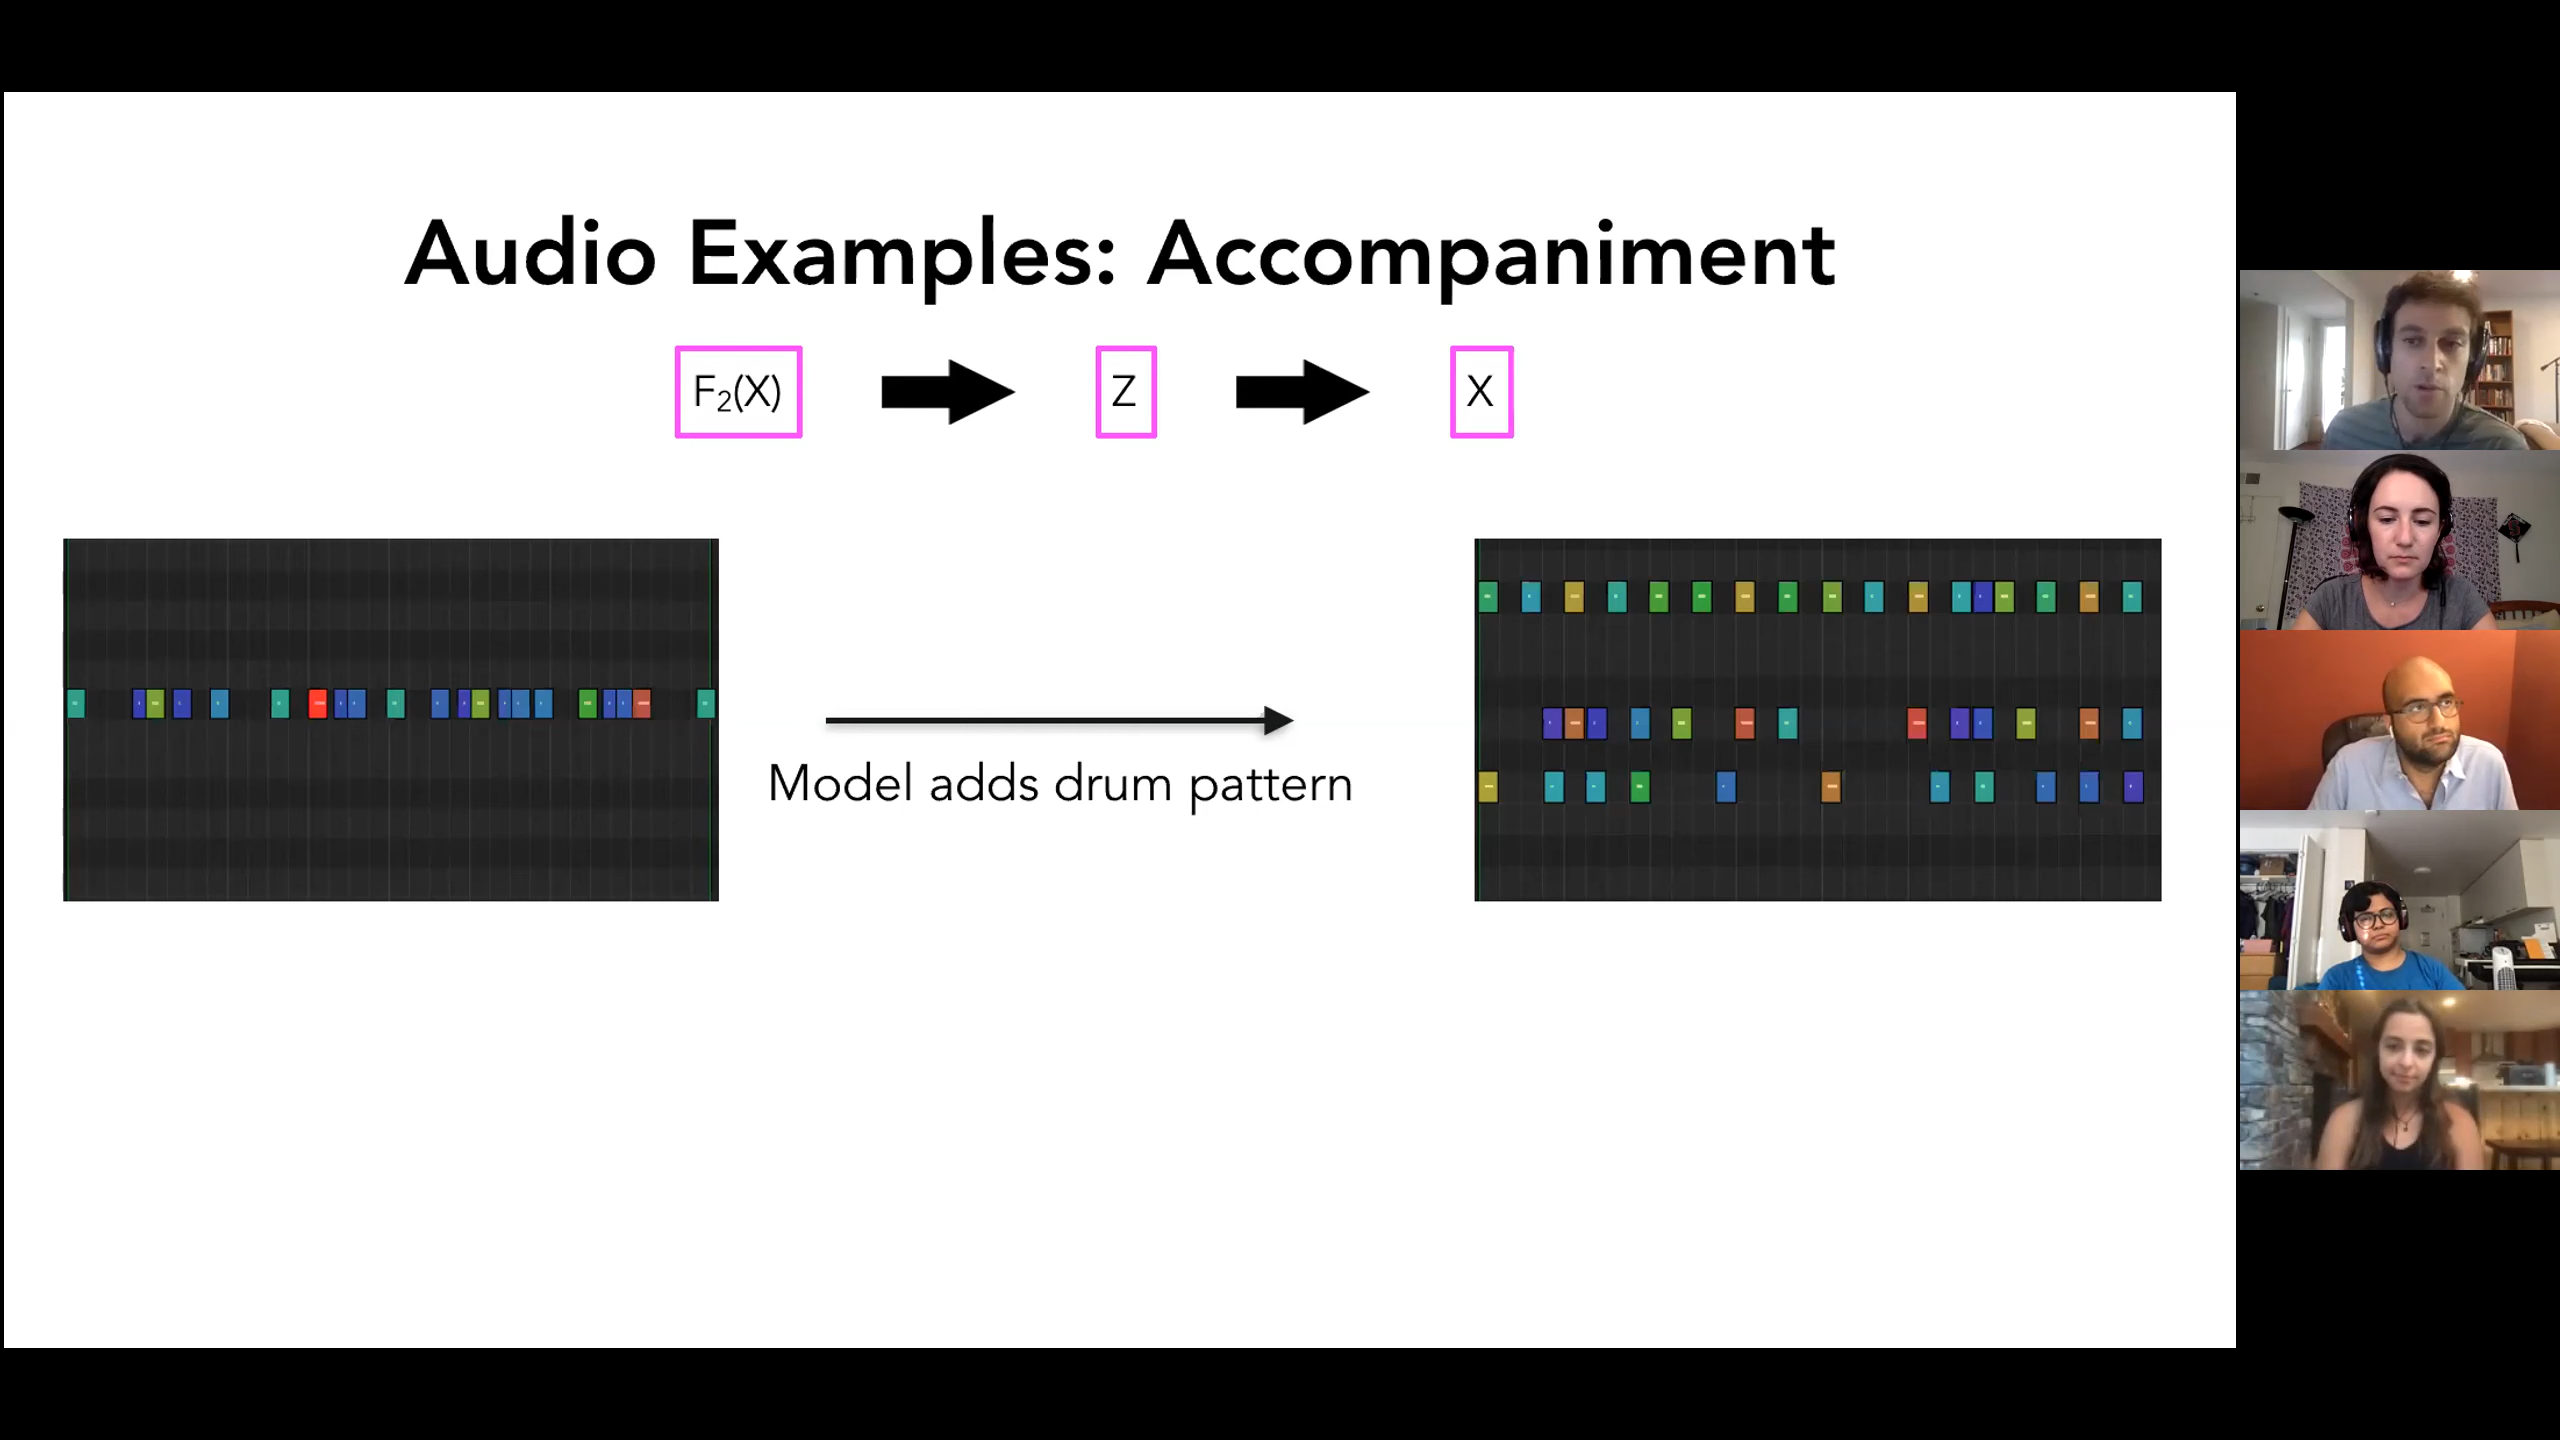 Audio Examples: Accompaniment
F₂(X) Z X
Model adds drum pattern